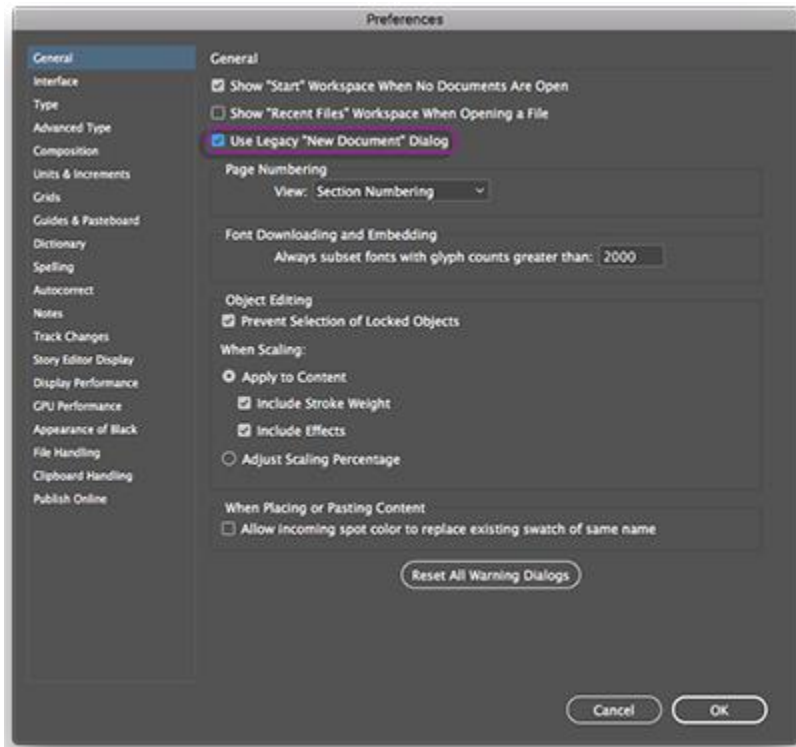 Preferences
General
Interface
Type
Advanced Type
Composition
Units & Increments
Grids
Guides & Pasteboard
Dictionary
Spelling
Autocorrect
Notes
Track Changes
Story Editor Display
Display Performance
GPU Performance
Appearance of Black
File Handling
Clipboard Handling
Publish Online
General
Show "Start" Workspace When No Documents Are Open
Show "Recent Files" Workspace When Opening a File
Use Legacy "New Document" Dialog
Page Numbering
View: Section Numbering
Font Downloading and Embedding
Always subset fonts with glyph counts greater than: 2000
Object Editing
Prevent Selection of Locked Objects
When Scaling:
Apply to Content
Include Stroke Weight
Include Effects
Adjust Scaling Percentage
When Placing or Pasting Content
Allow incoming spot color to replace existing swatch of same name
Reset All Warning Dialogs
Cancel OK